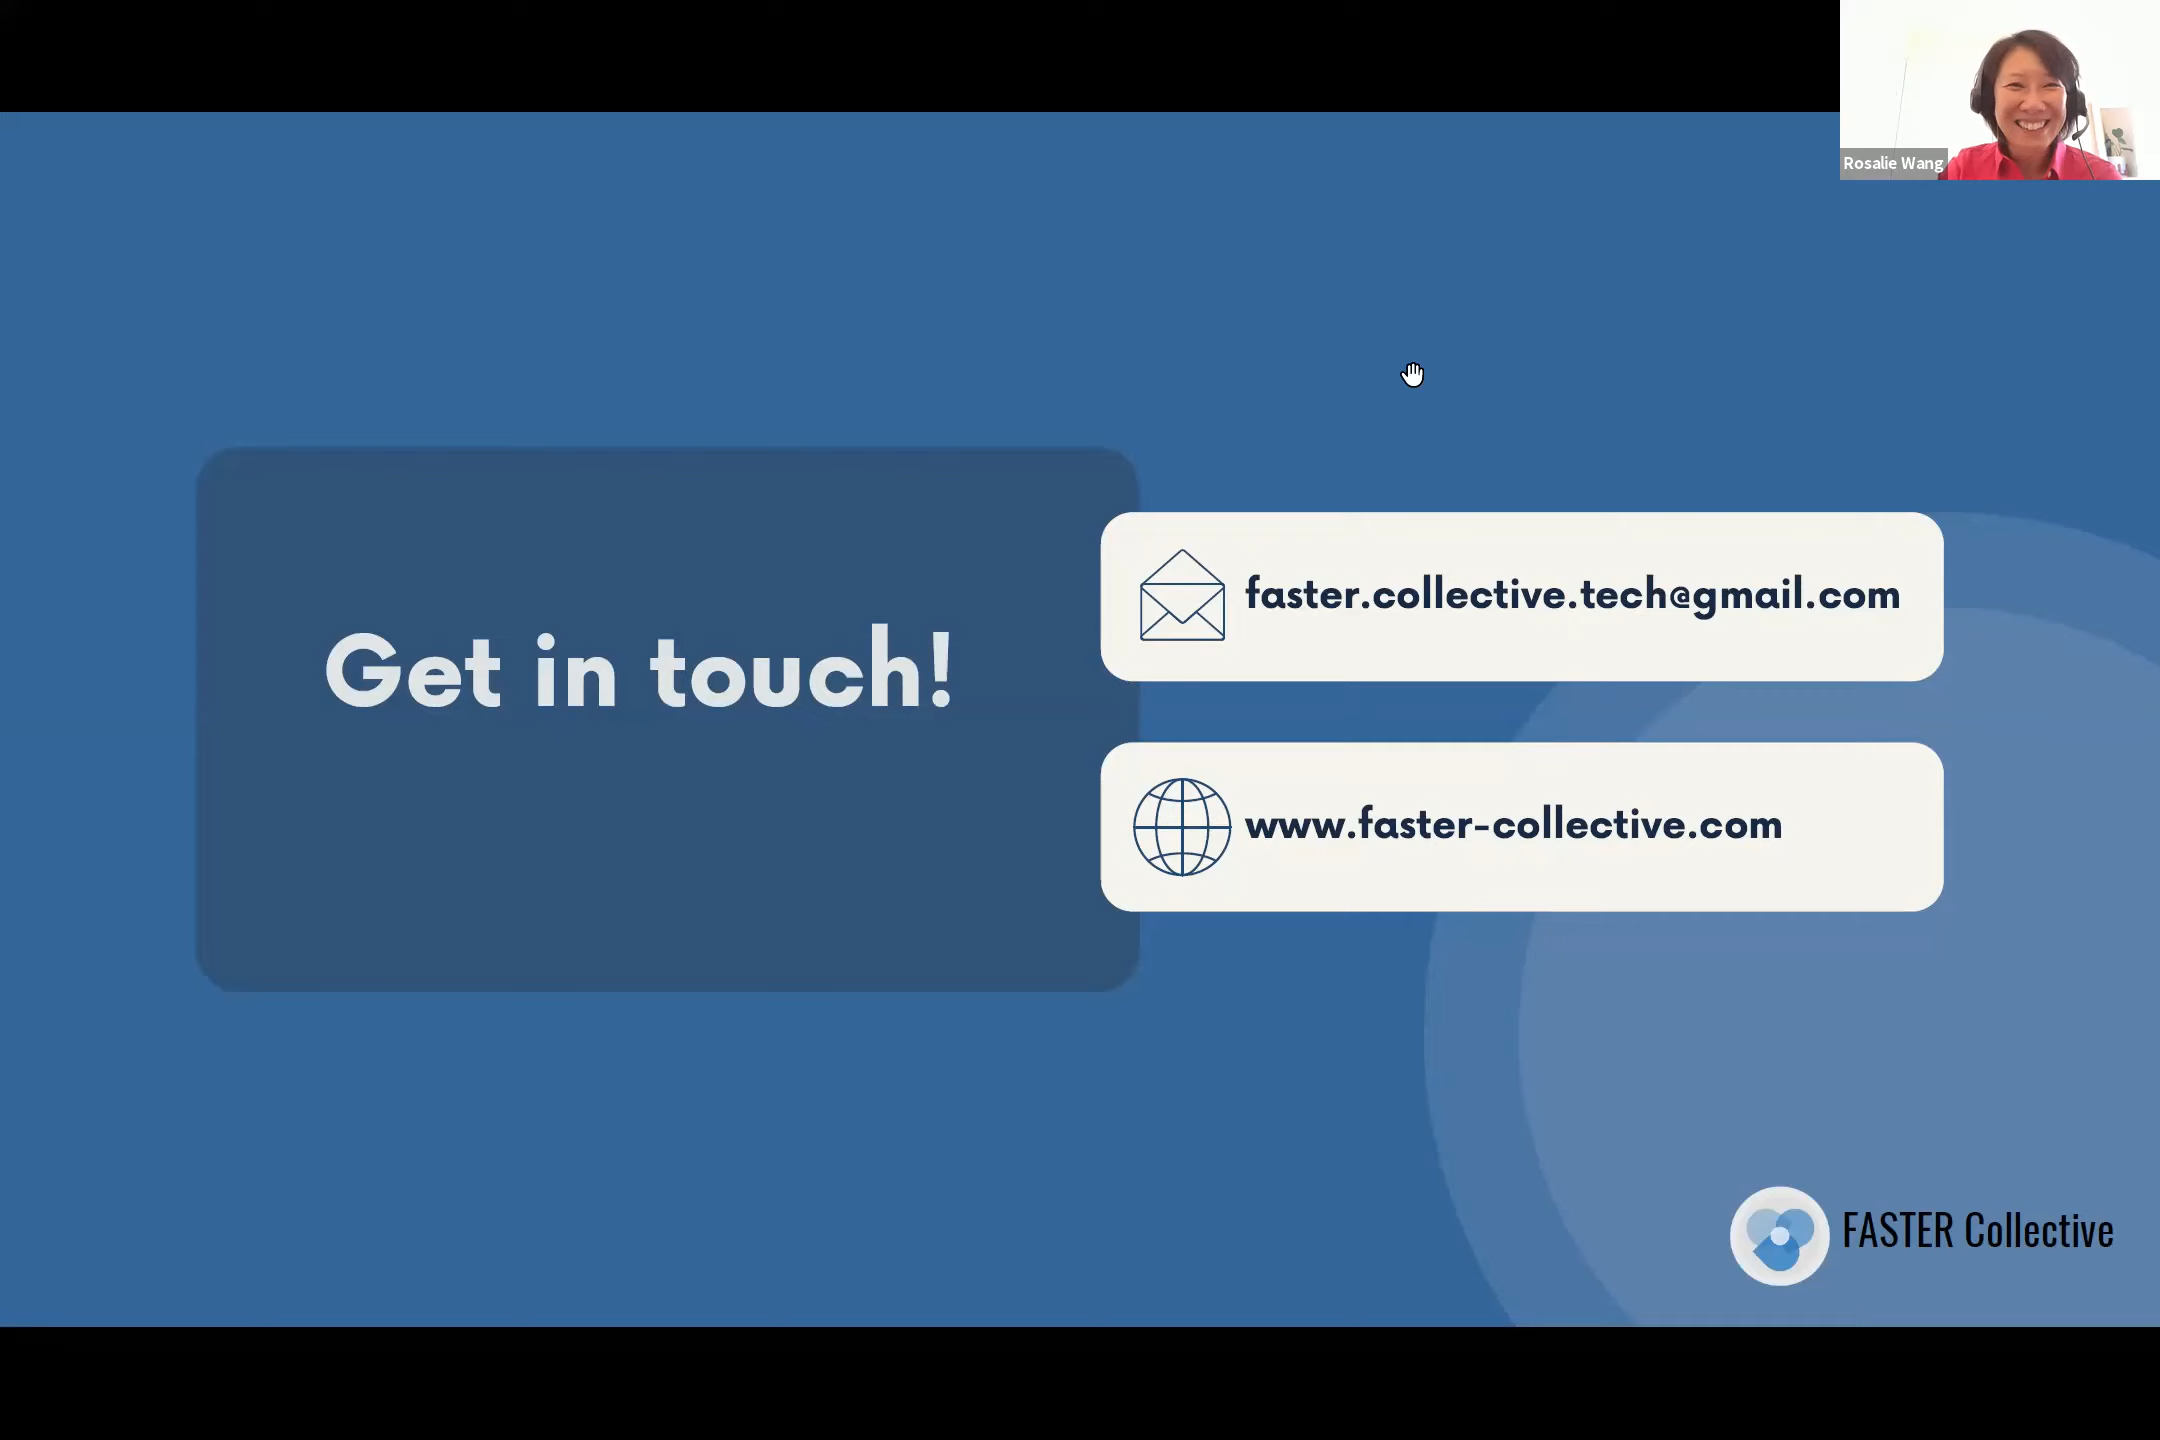 Rosalie Wang
Get in touch!
faster.collective.tech@gmail.com
www.faster-collective.com
FASTER Collective